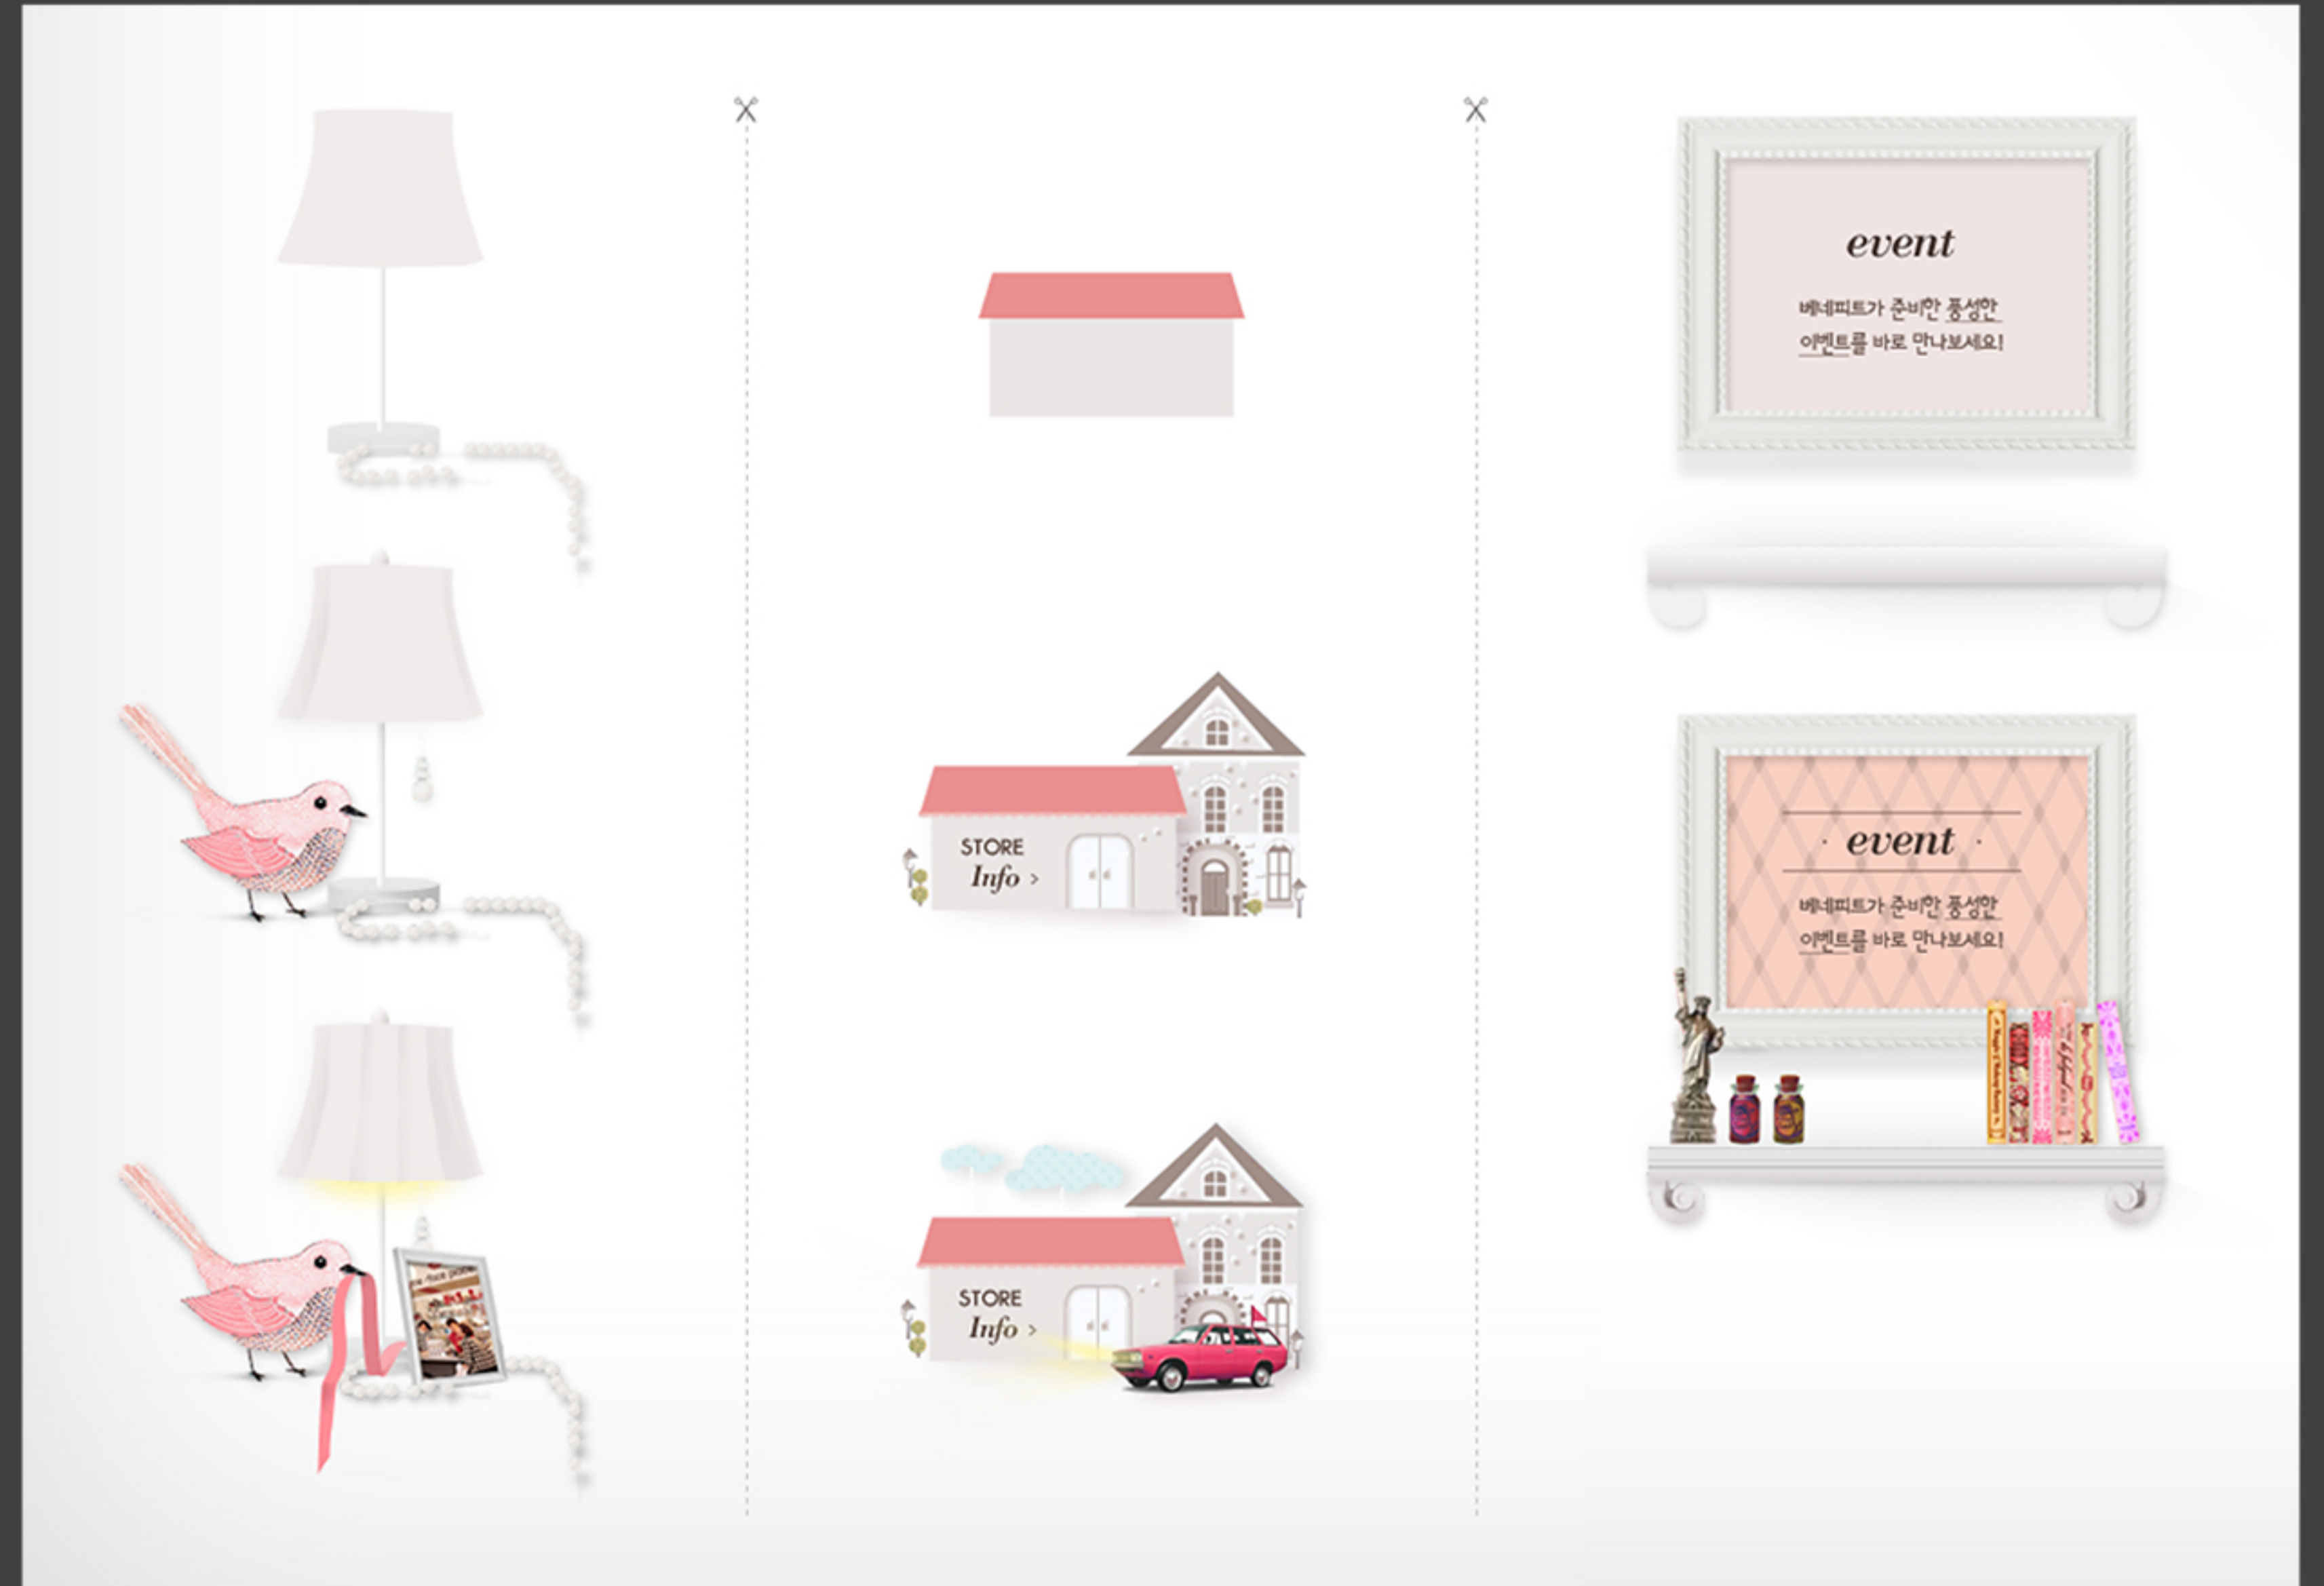 event
베네피트가 준비한 풍성한
이벤트를 바로 만나보세요!
STORE
Info >
event
베네피트가 준비한 풍성한
이벤트를 바로 만나보세요!
STORE
Info >